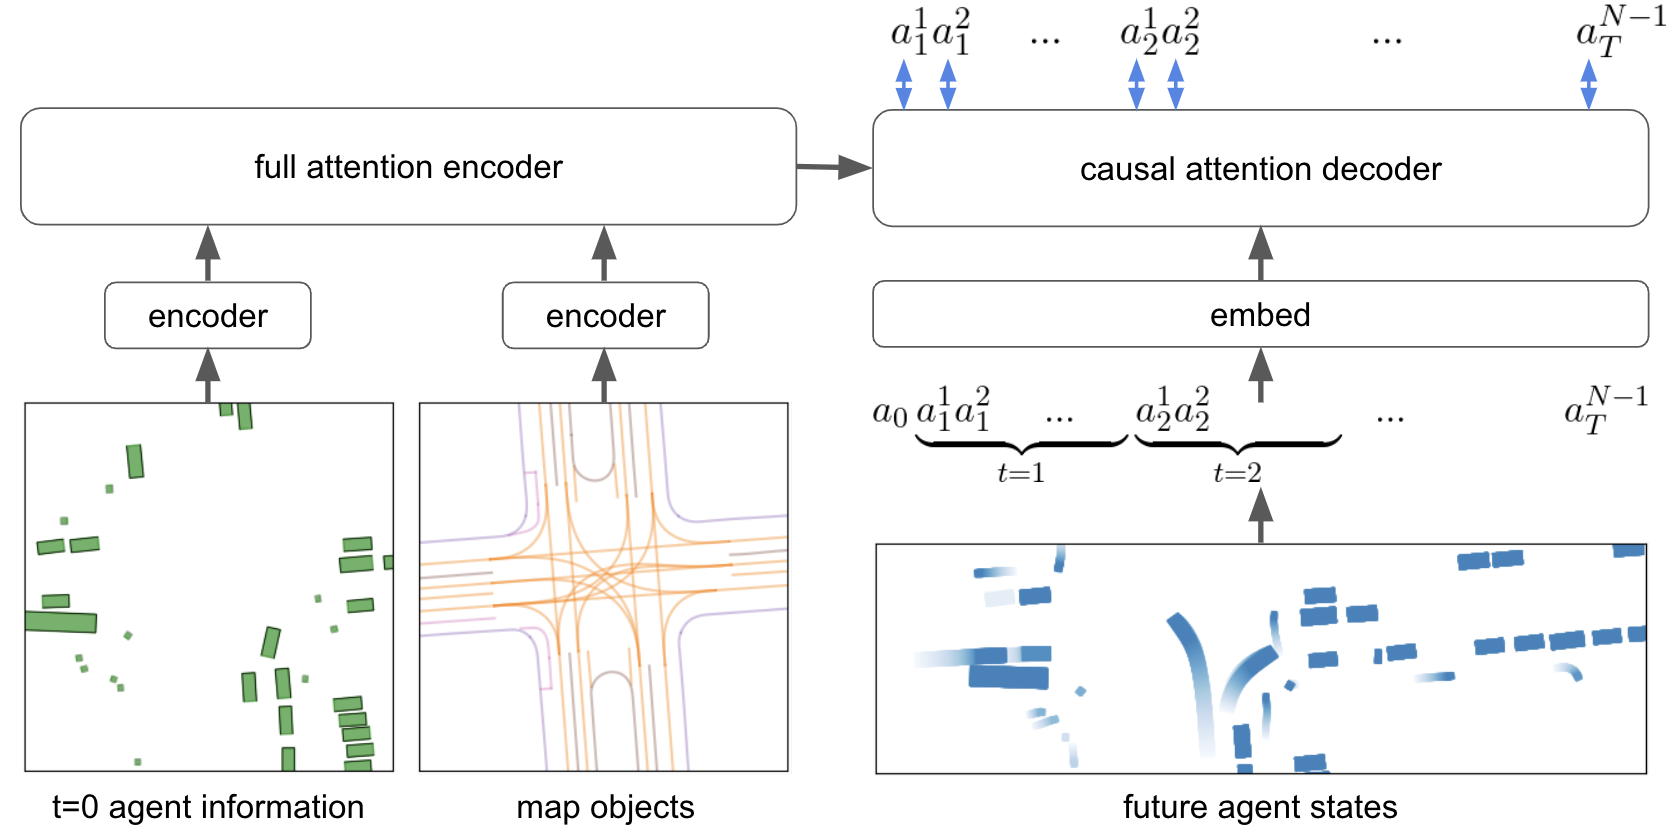 a_1^1 a_1^2 ... a_2^1 a_2^2 ... a_T^{N-1}
full attention encoder
causal attention decoder
encoder
encoder
embed
a_0 a_1^1 a_1^2 ... a_2^1 a_2^2 ... a_T^{N-1}
t=1
t=2
t=0 agent information
map objects
future agent states